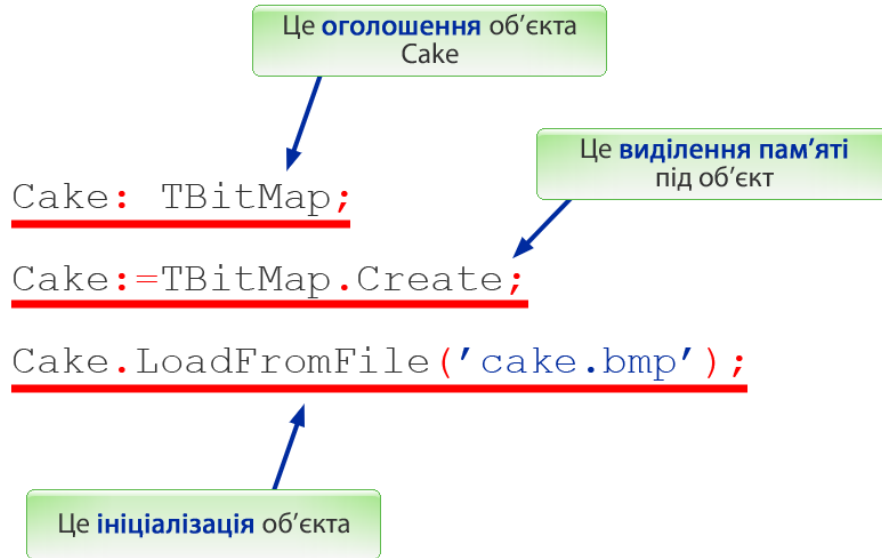 Це оголошення об’єкта
Cake
Це виділення пам’яті
під об’єкт
Cake: TBitMap;
Cake:=TBitMap.Create;
Cake.LoadFromFile(’cake.bmp’);
Це ініціалізація об’єкта